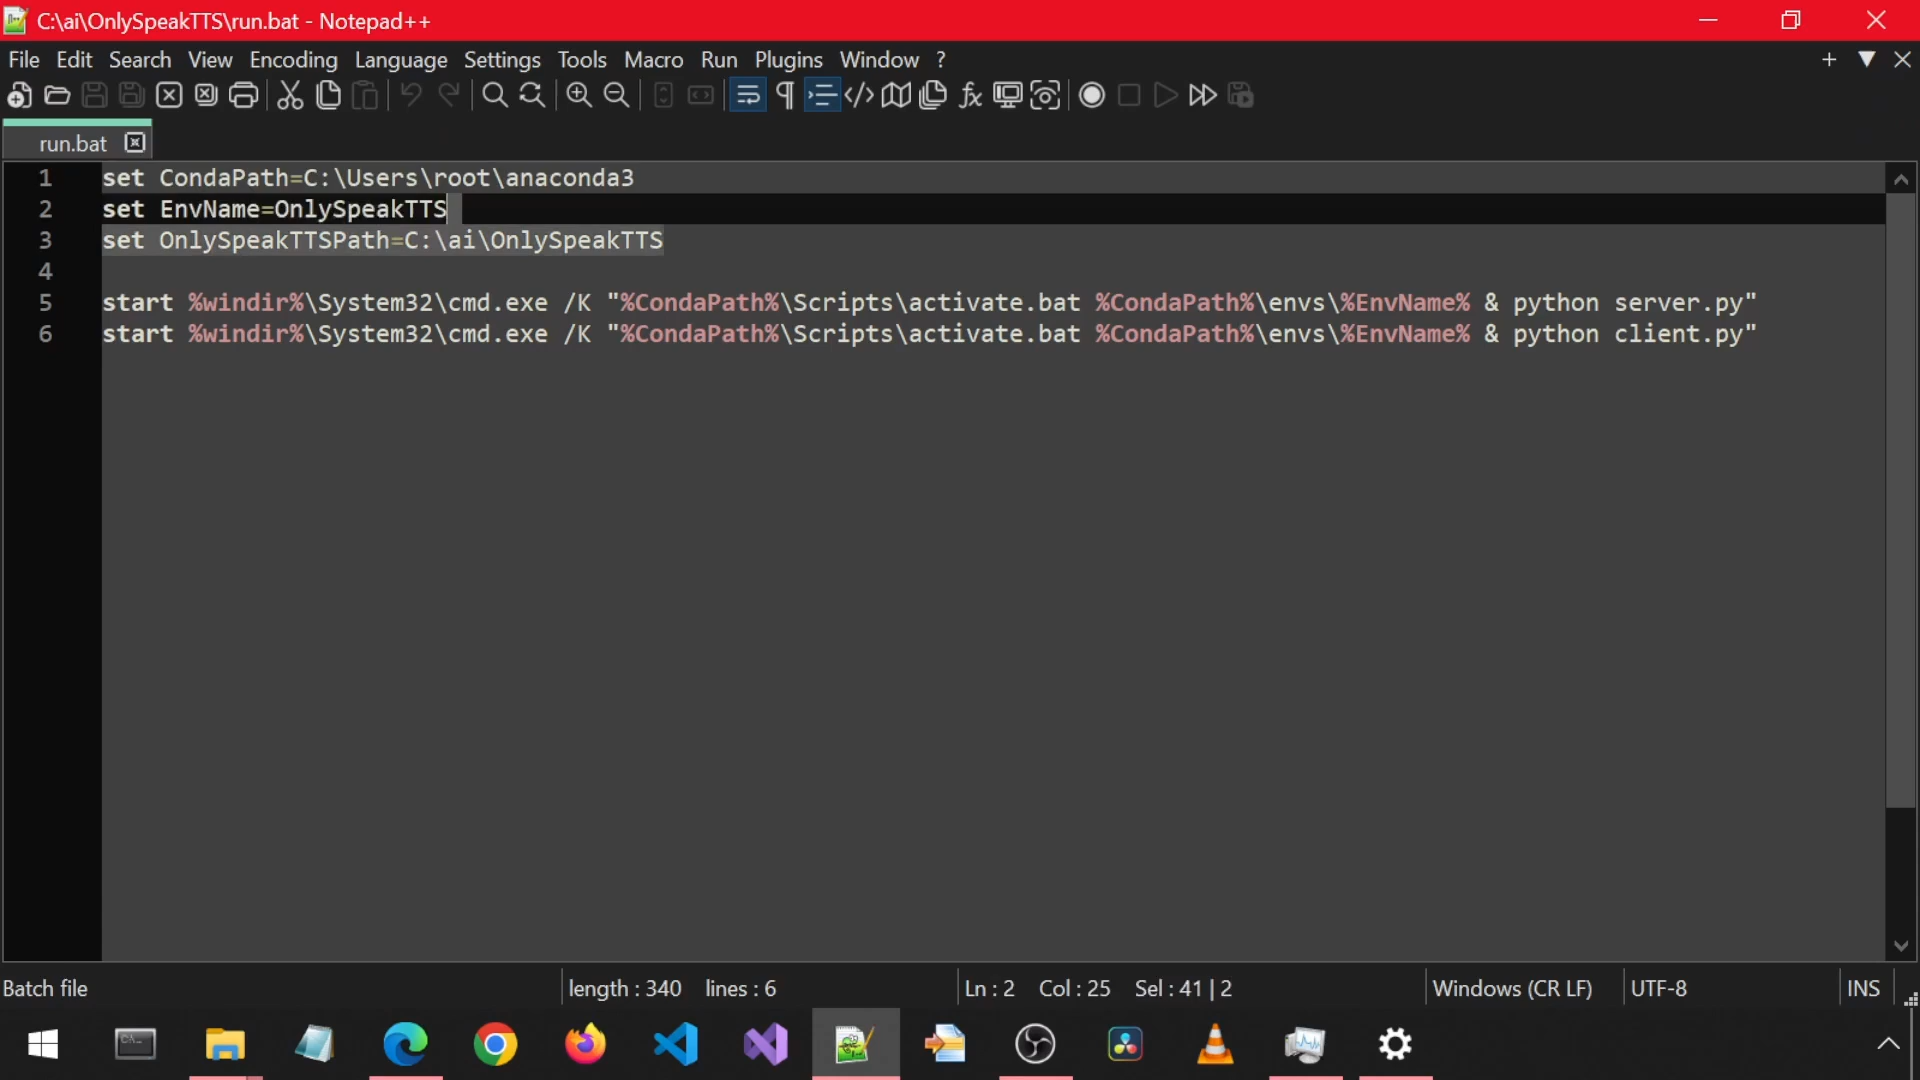 C:\ai\OnlySpeakTTS\run.bat - Notepad++
File Edit Search View Encoding Language Settings Tools Macro Run Plugins Window ?
run.bat
1 set CondaPath=C:\Users\root\anaconda3
2 set EnvName=OnlySpeakTTS
3 set OnlySpeakTTSPath=C:\ai\OnlySpeakTTS
4
5 start %windir%\System32\cmd.exe /K "%CondaPath%\Scripts\activate.bat %CondaPath%\envs\%EnvName% & python server.py"
6 start %windir%\System32\cmd.exe /K "%CondaPath%\Scripts\activate.bat %CondaPath%\envs\%EnvName% & python client.py"
Batch file length : 340 lines : 6 Ln : 2 Col : 25 Sel : 41 | 2 Windows (CR LF) UTF-8 INS